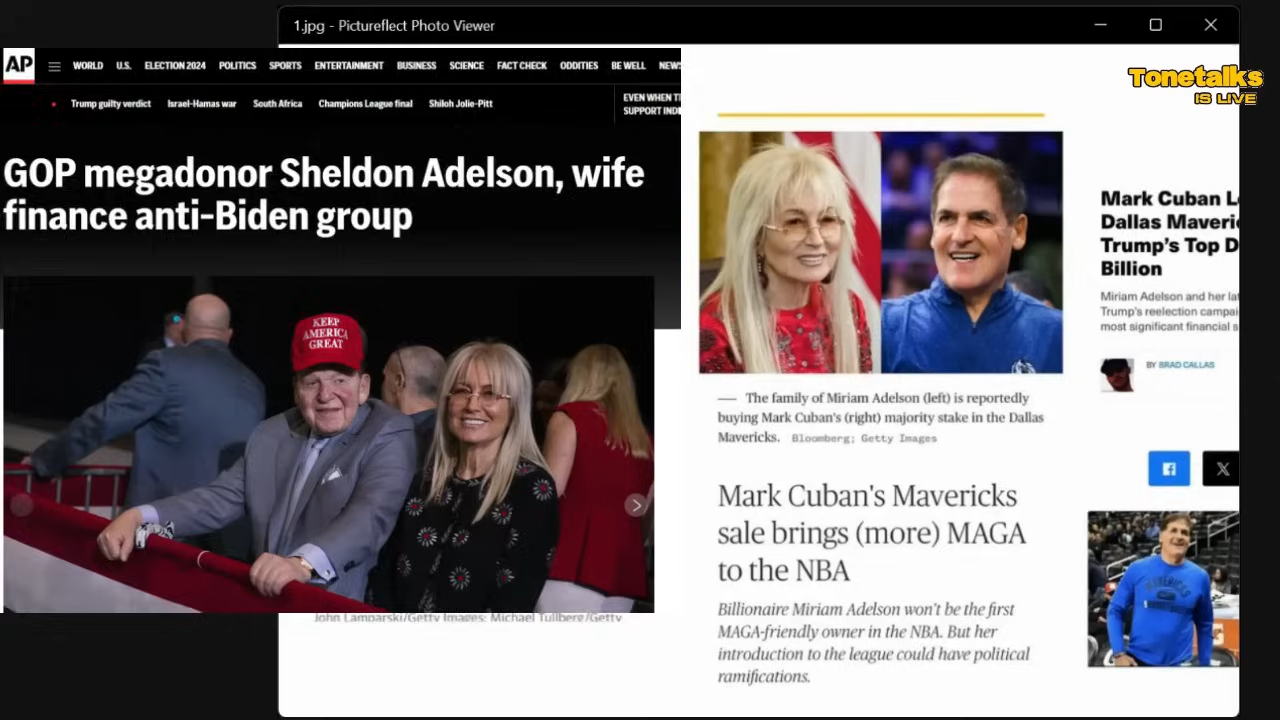 1.jpg - Pictureflect Photo Viewer
Tonetalks
IS LIVE
AP
WORLD U.S. ELECTION 2024 POLITICS SPORTS ENTERTAINMENT BUSINESS SCIENCE FACT CHECK ODDITIES BE WELL NEWS
Trump guilty verdict Israel-Hamas war South Africa Champions League final Shiloh Jolie-Pitt
EVEN WHEN
SUPPORT
GOP megadonor Sheldon Adelson, wife
finance anti-Biden group
KEEP
AMERICA
GREAT
John Lamparski/Getty Images; Michael Tullberg/Getty
— The family of Miriam Adelson (left) is reportedly
buying Mark Cuban's (right) majority stake in the Dallas
Mavericks. Bloomberg; Getty Images
Mark Cuban's Mavericks
sale brings (more) MAGA
to the NBA
Billionaire Miriam Adelson won't be the first
MAGA-friendly owner in the NBA. But her
introduction to the league could have political
ramifications.
Mark Cuban
Dallas
Trump's Top
Billion
Miriam Adelson and her
Trump's reelection
most significant financial
BY BRAD CALLAS